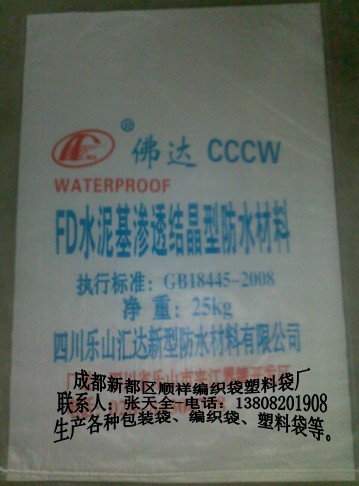 ® 佛达 CCCW
WATERPROOF
FD水泥基渗透结晶型防水材料
执行标准：GB18445-2008
净重：25kg
四川乐山汇达新型防水材料有限公司
成都新都区顺祥编织袋塑料袋厂
联系人：张天全-电话：13808201908
生产各种包装袋、编织袋、塑料袋等。